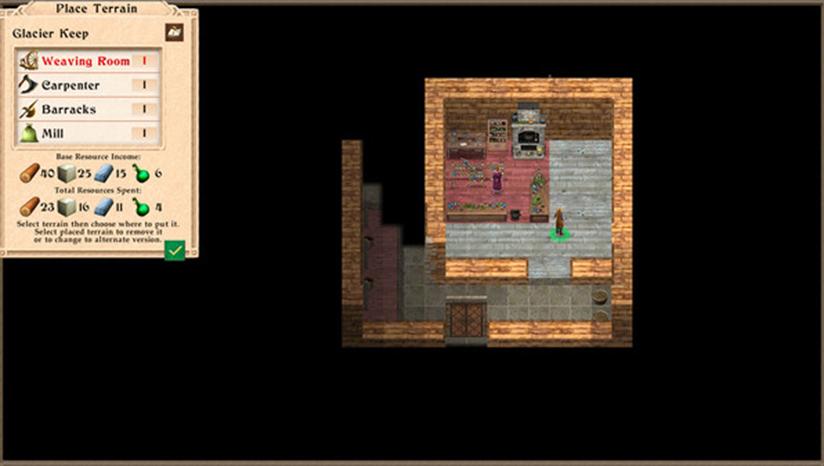 Place Terrain
Glacier Keep
Weaving Room 1
Carpenter 1
Barracks 1
Mill 1
Base Resource Income:
40 25 15 6
Total Resources Spent:
23 16 11 4
Select terrain then choose where to put it.
Select placed terrain to remove it
or to change to alternate version.